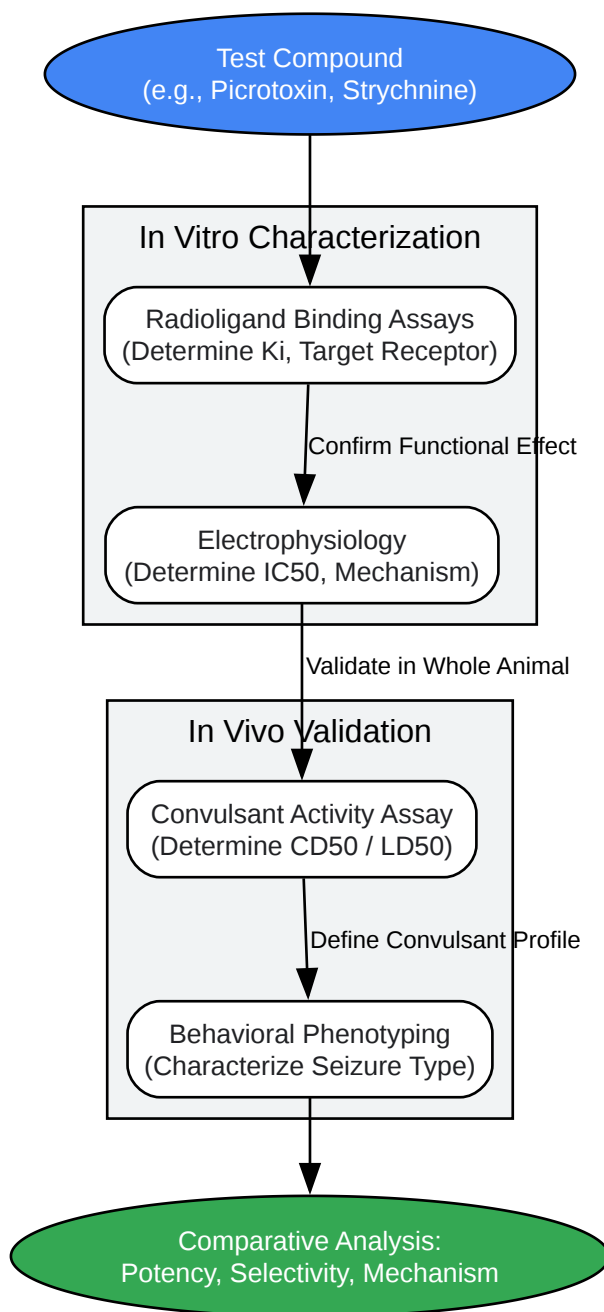 Test Compound
(e.g., Picrotoxin, Strychnine)
In Vitro Characterization
Radioligand Binding Assays
(Determine Ki, Target Receptor)
Confirm Functional Effect
Electrophysiology
(Determine IC50, Mechanism)
Validate in Whole Animal
In Vivo Validation
Convulsant Activity Assay
(Determine CD50 / LD50)
Define Convulsant Profile
Behavioral Phenotyping
(Characterize Seizure Type)
Comparative Analysis:
Potency, Selectivity, Mechanism